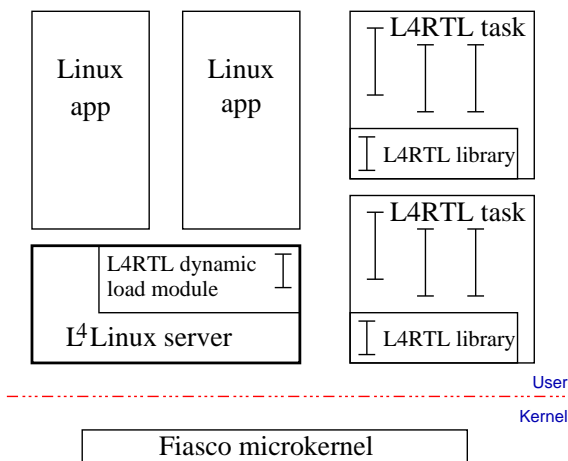 Linux
app
Linux
app
L4RTL task
L4RTL library
L4RTL task
L4RTL library
L4RTL dynamic
load module
L4Linux server
User
Kernel
Fiasco microkernel